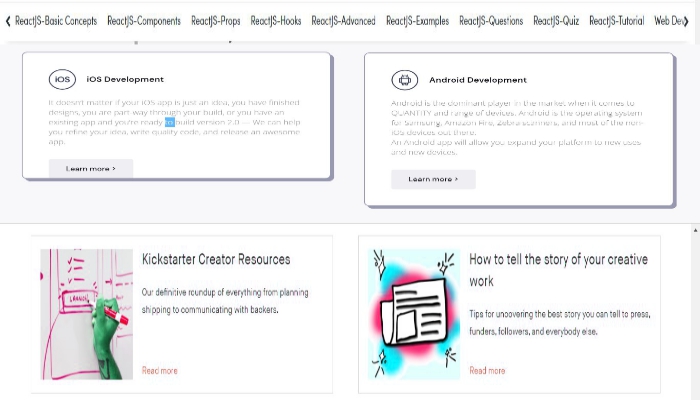 ReactJS-Basic Concepts ReactJS-Components ReactJS-Props ReactJS-Hooks ReactJS-Advanced ReactJS-Examples ReactJS-Questions ReactJS-Quiz ReactJS-Tutorial Web Dev
iOS iOS Development
It doesn't matter if your iOS app is just an idea, you have finished
designs, you are part way through your build, or you have an
existing app and you're ready to build version 2.0 — We can help
you refine your idea, write quality code, and release an awesome
app.
Learn more >
Android Development
Android is the dominant player in the market when it comes to
QUANTITY and range of devices. Android is the operating system
for Samsung, Amazon Fire, Zebra scanners, and most of the non-
iOS devices out there.
An Android app will allow you expand your platform to new uses
and new devices.
Learn more >
Kickstarter Creator Resources
Our definitive roundup of everything from planning
shipping to communicating with backers.
Read more
LAUNCH
How to tell the story of your creative
work
Tips for uncovering the best story you can tell to press,
funders, followers, and everybody else.
Read more